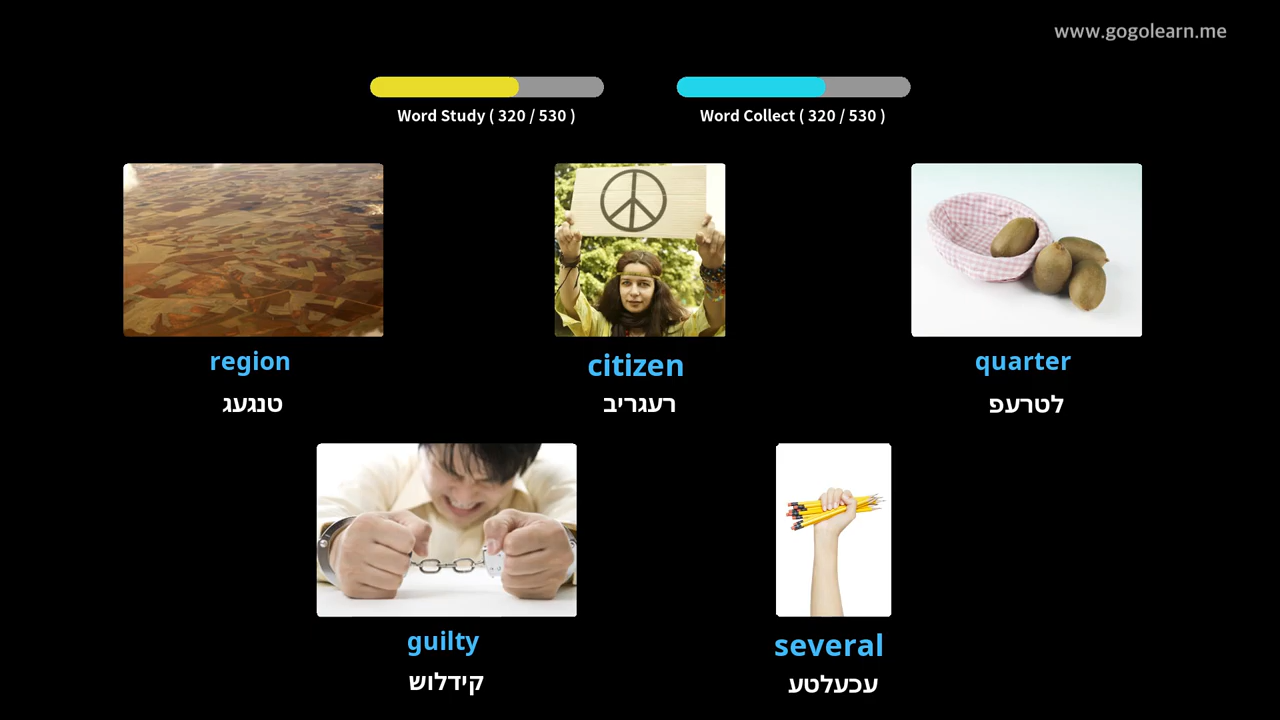 www.gogolearn.me
Word Study ( 320 / 530 )
Word Collect ( 320 / 530 )
region
citizen
quarter
טנגעג
רעגריב
לטרעפ
guilty
several
קידלוש
עכעלטע